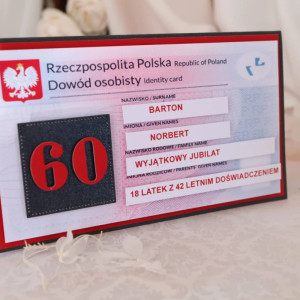 Rzeczpospolita Polska Republic of Poland
Dowód osobisty Identity card
NAZWISKO / SURNAME
BARTON
IMIONA / GIVEN NAMES
NORBERT
NAZWISKO RODOWE / FAMILY NAME
WYJĄTKOWY JUBILAT
IMIONA RODZICÓW / PARENTS' GIVEN NAMES
18 LATEK Z 42 LETNIM DOŚWIADCZENIEM
60